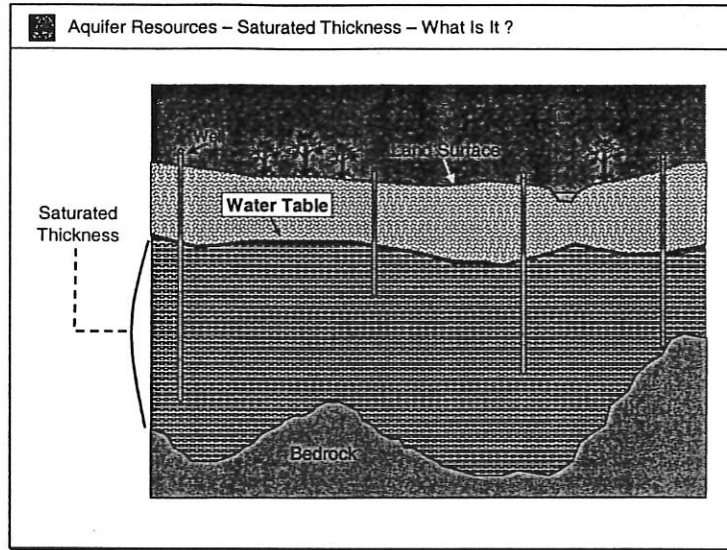 Aquifer Resources – Saturated Thickness – What Is It ?
Well
Land Surface
Water Table
Saturated
Thickness
Bedrock